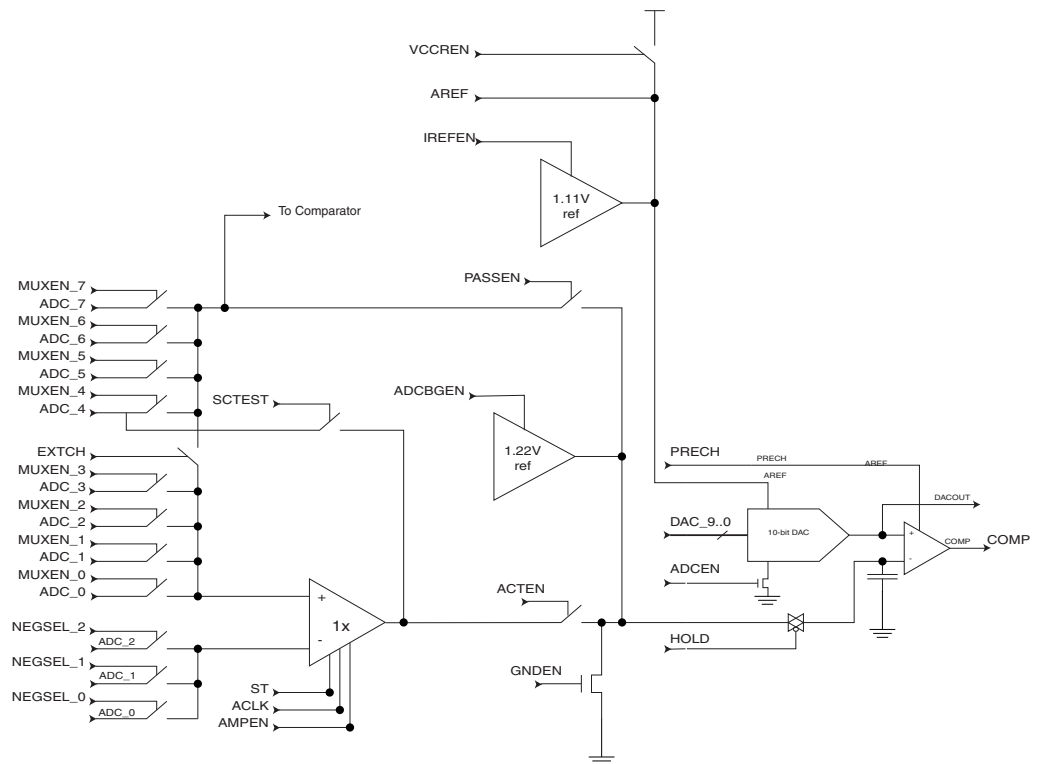 VCCREN
AREF
IREFEN
1.11V
ref
To Comparator
PASSEN
MUXEN_7
ADC_7
MUXEN_6
ADC_6
MUXEN_5
ADC_5
MUXEN_4
ADC_4
SCTEST
ADCBGEN
1.22V
ref
EXTCH
MUXEN_3
ADC_3
MUXEN_2
ADC_2
MUXEN_1
ADC_1
MUXEN_0
ADC_0
PRECH
PRECH
AREF
AREF
DACOUT
DAC_9..0
10-bit DAC
+
-
COMP
COMP
ADCEN
ACTEN
+
1x
-
NEGSEL_2
ADC_2
NEGSEL_1
ADC_1
NEGSEL_0
ADC_0
HOLD
GNDEN
ST
ACLK
AMPEN